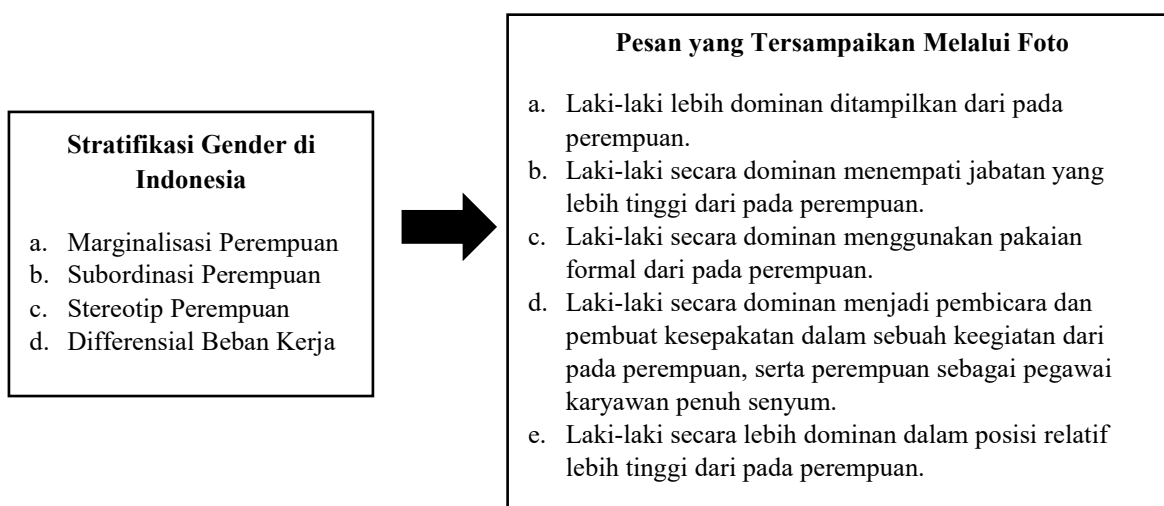 Stratifikasi Gender di
Indonesia
a. Marginalisasi Perempuan
b. Subordinasi Perempuan
c. Stereotip Perempuan
d. Differensial Beban Kerja
Pesan yang Tersampaikan Melalui Foto
a. Laki-laki lebih dominan ditampilkan dari pada
perempuan.
b. Laki-laki secara dominan menempati jabatan yang
lebih tinggi dari pada perempuan.
c. Laki-laki secara dominan menggunakan pakaian
formal dari pada perempuan.
d. Laki-laki secara dominan menjadi pembicara dan
pembuat kesepakatan dalam sebuah keegiatan dari
pada perempuan, serta perempuan sebagai pegawai
karyawan penuh senyum.
e. Laki-laki secara lebih dominan dalam posisi relatif
lebih tinggi dari pada perempuan.